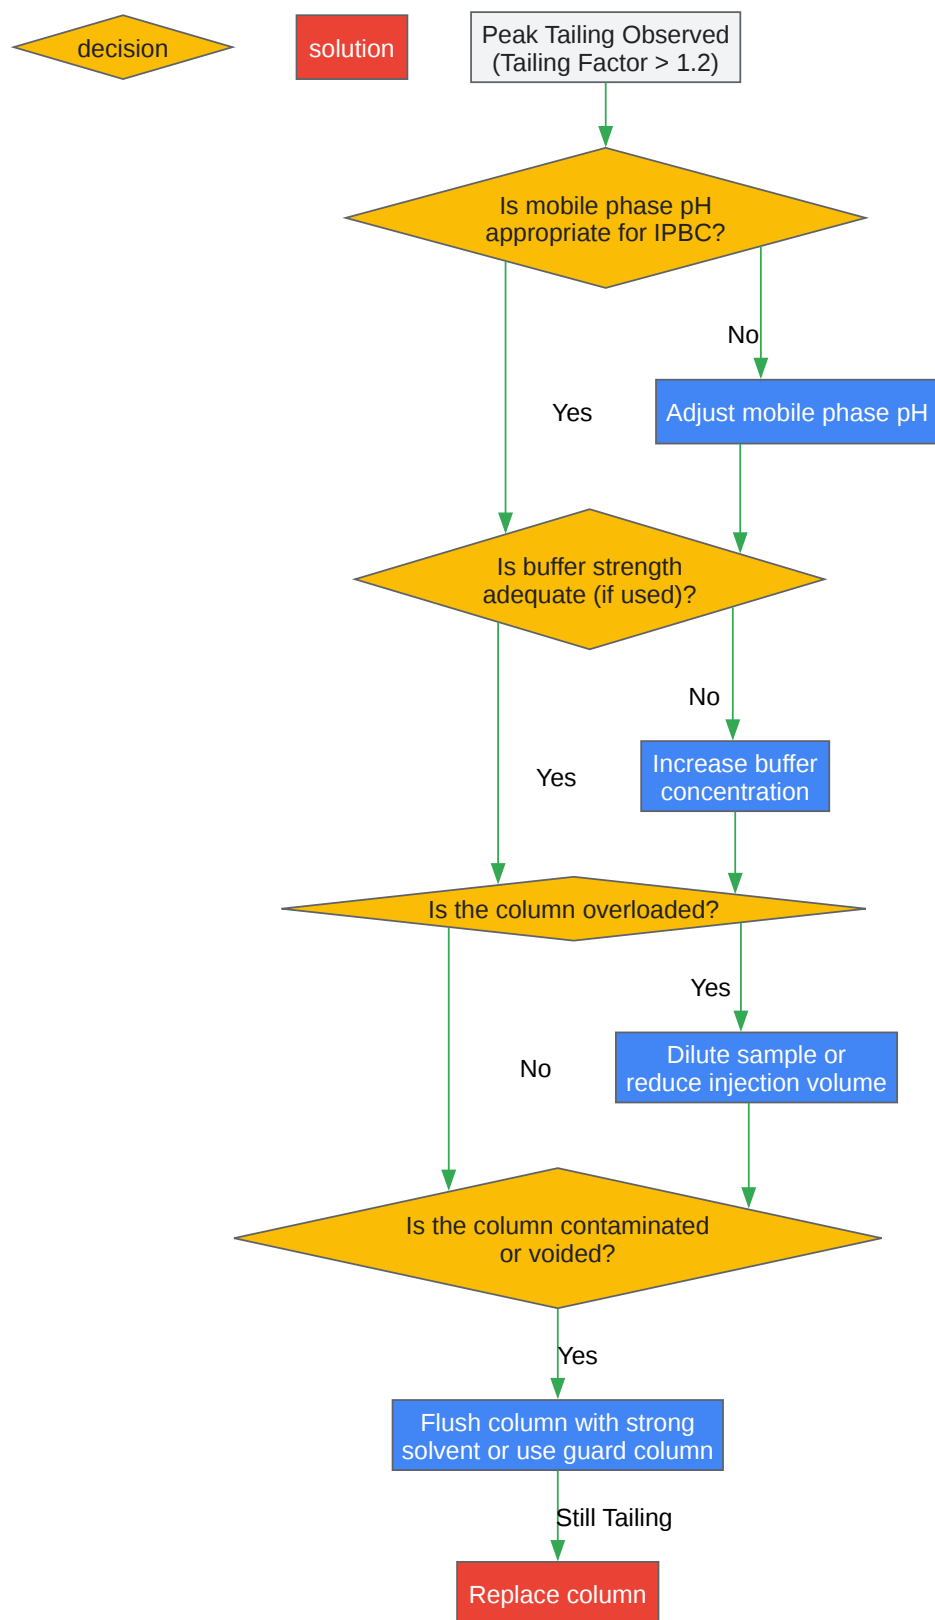 decision
solution
Peak Tailing Observed
(Tailing Factor > 1.2)
Is mobile phase pH
appropriate for IPBC?
No
Yes
Adjust mobile phase pH
Is buffer strength
adequate (if used)?
No
Yes
Increase buffer
concentration
Is the column overloaded?
Yes
No
Dilute sample or
reduce injection volume
Is the column contaminated
or voided?
Yes
Flush column with strong
solvent or use guard column
Still Tailing
Replace column